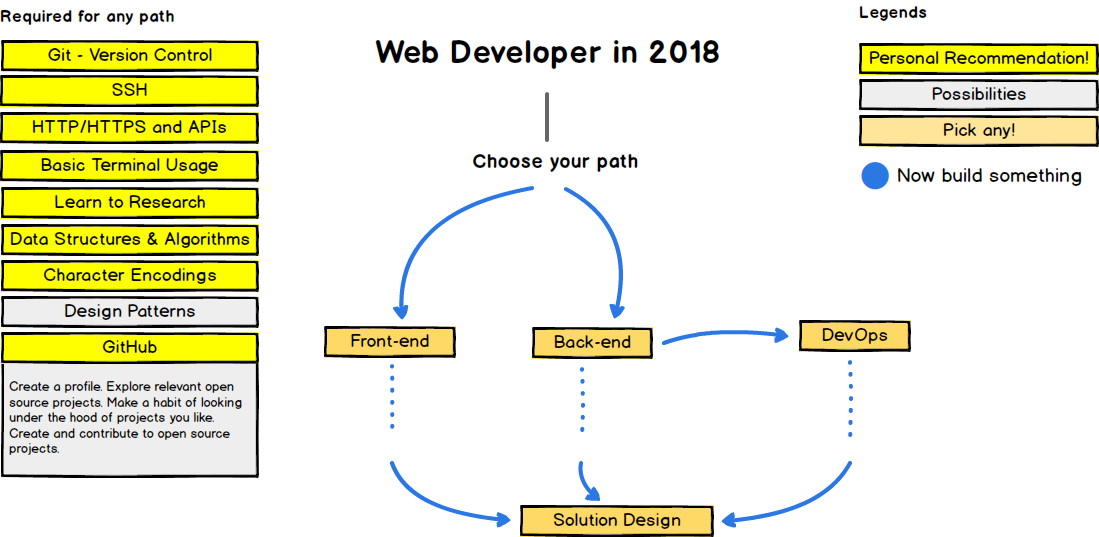 Required for any path
Git - Version Control
SSH
HTTP/HTTPS and APIs
Basic Terminal Usage
Learn to Research
Data Structures & Algorithms
Character Encodings
Design Patterns
GitHub
Create a profile. Explore relevant open
source projects. Make a habit of looking
under the hood of projects you like.
Create and contribute to open source
projects.
Web Developer in 2018
Choose your path
Front-end
Back-end
DevOps
Solution Design
Legends
Personal Recommendation!
Possibilities
Pick any!
Now build something